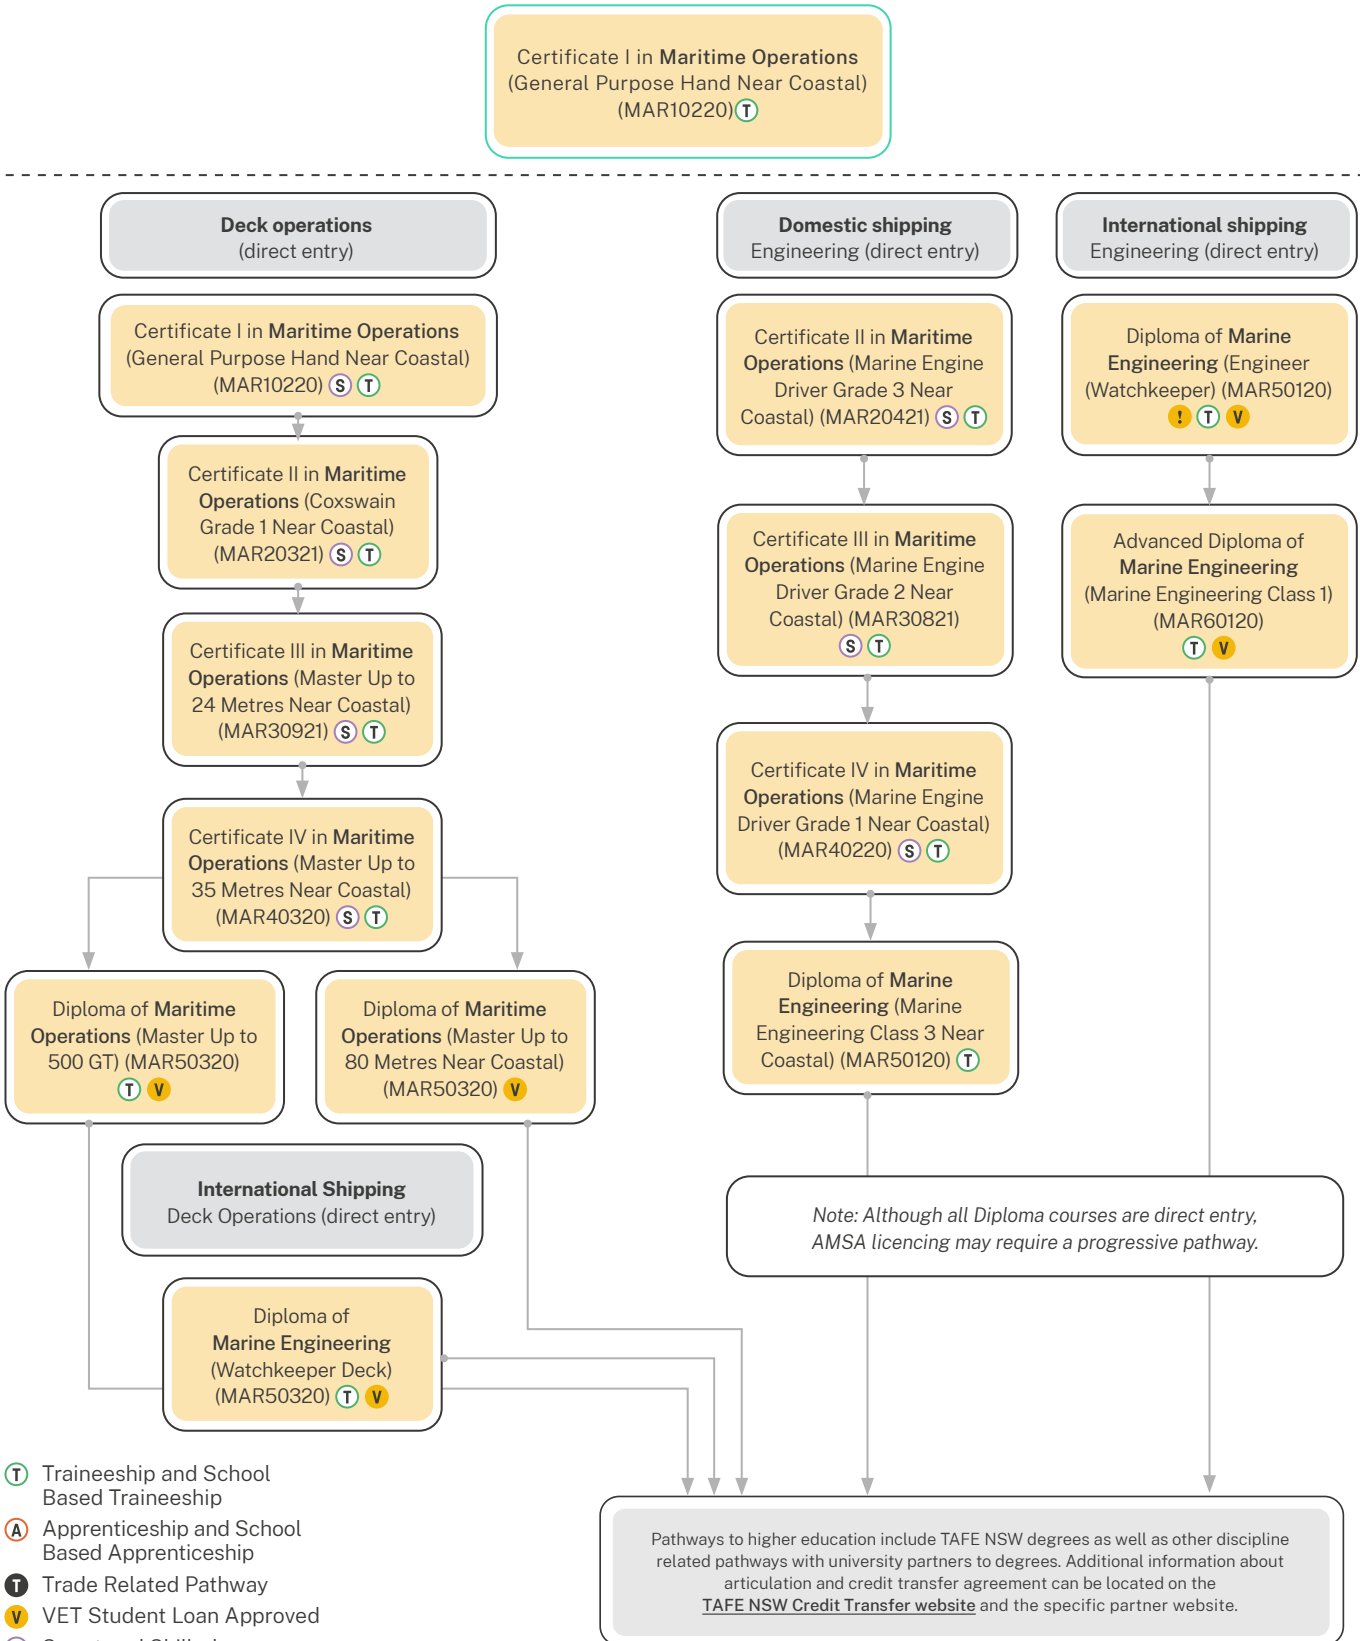 Certificate I in Maritime Operations
(General Purpose Hand Near Coastal)
(MAR10220) T
Deck operations
(direct entry)
Certificate I in Maritime Operations
(General Purpose Hand Near Coastal)
(MAR10220) S T
Certificate II in Maritime
Operations (Coxswain
Grade 1 Near Coastal)
(MAR20321) S T
Certificate III in Maritime
Operations (Master Up to
24 Metres Near Coastal)
(MAR30921) S T
Certificate IV in Maritime
Operations (Master Up to
35 Metres Near Coastal)
(MAR40320) S T
Diploma of Maritime
Operations (Master Up to
500 GT) (MAR50320)
T V
Diploma of Maritime
Operations (Master Up to
80 Metres Near Coastal)
(MAR50320) V
International Shipping
Deck Operations (direct entry)
Diploma of
Marine Engineering
(Watchkeeper Deck)
(MAR50320) T V
Domestic shipping
Engineering (direct entry)
Certificate II in Maritime
Operations (Marine Engine
Driver Grade 3 Near
Coastal) (MAR20421) S T
Certificate III in Maritime
Operations (Marine Engine
Driver Grade 2 Near
Coastal) (MAR30821)
S T
Certificate IV in Maritime
Operations (Marine Engine
Driver Grade 1 Near Coastal)
(MAR40220) S T
Diploma of Marine
Engineering (Marine
Engineering Class 3 Near
Coastal) (MAR50120) T
International shipping
Engineering (direct entry)
Diploma of Marine
Engineering (Engineer
(Watchkeeper) (MAR50120)
! T V
Advanced Diploma of
Marine Engineering
(Marine Engineering Class 1)
(MAR60120)
T V
Note: Although all Diploma courses are direct entry,
AMSA licencing may require a progressive pathway.
T Traineeship and School
Based Traineeship
A Apprenticeship and School
Based Apprenticeship
T Trade Related Pathway
V VET Student Loan Approved
Pathways to higher education include TAFE NSW degrees as well as other discipline
related pathways with university partners to degrees. Additional information about
articulation and credit transfer agreement can be located on the
TAFE NSW Credit Transfer website and the specific partner website.